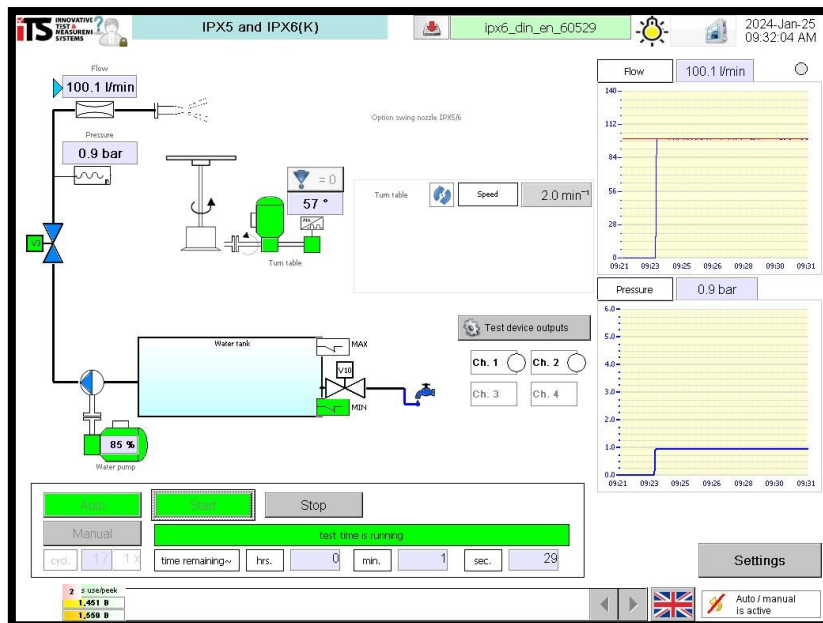 iTS INNOVATIVE
TEST &
MEASUREMENT
SYSTEMS
IPX5 and IPX6(K)
ipx6_din_en_60529
2024-Jan-25
09:32:04 AM
Flow
100.1 l/min
Pressure
0.9 bar
V3
Option swing nozzle IPX5/6
= 0
57 °
Turn table
Turn table
Speed
2.0 min⁻¹
Water tank
MAX
V10
MIN
85 %
Water pump
Test device outputs
Ch. 1
Ch. 2
Ch. 3
Ch. 4
Flow
100.1 l/min
140
112
84
56
28
0
09:21 09:23 09:25 09:26 09:28 09:30 09:31
Pressure
0.9 bar
6.0
5.0
4.0
3.0
2.0
1.0
0.0
09:21 09:23 09:25 09:26 09:28 09:30 09:31
Auto
Start
Stop
Manual
test time is running
cycl. 1 / 1 x
time remaining~ hrs. 0 min. 1 sec. 29
Settings
2 s use/peek
1,451 B
Auto / manual
is active